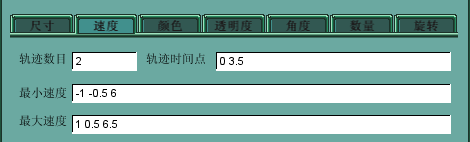 尺寸 速度 颜色 透明度 角度 数量 旋转
轨迹数目 2 轨迹时间点 0 3.5
最小速度 -1 -0.5 6
最大速度 1 0.5 6.5